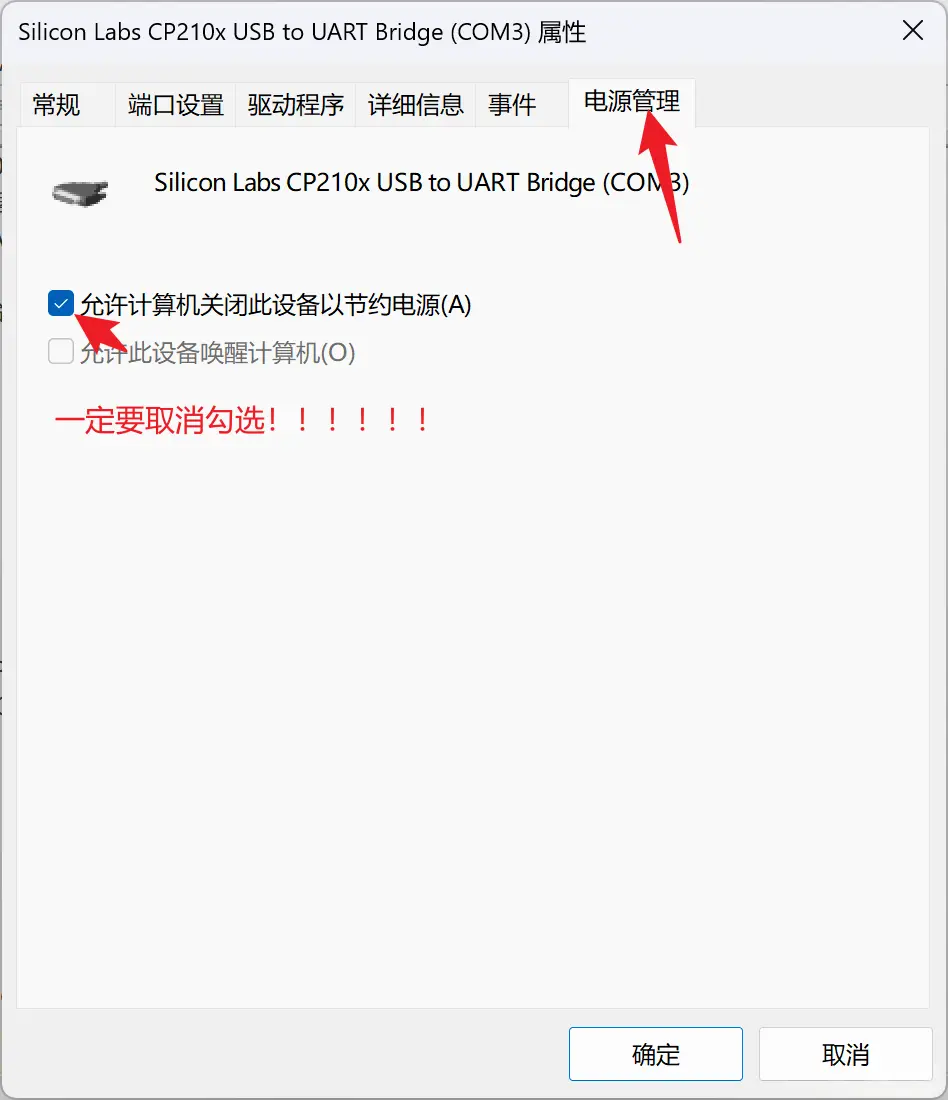 Silicon Labs CP210x USB to UART Bridge (COM3) 属性
常规 端口设置 驱动程序 详细信息 事件 电源管理
Silicon Labs CP210x USB to UART Bridge (COM3)
允许计算机关闭此设备以节约电源(A)
允许此设备唤醒计算机(O)
一定要取消勾选！！！！！！
确定 取消